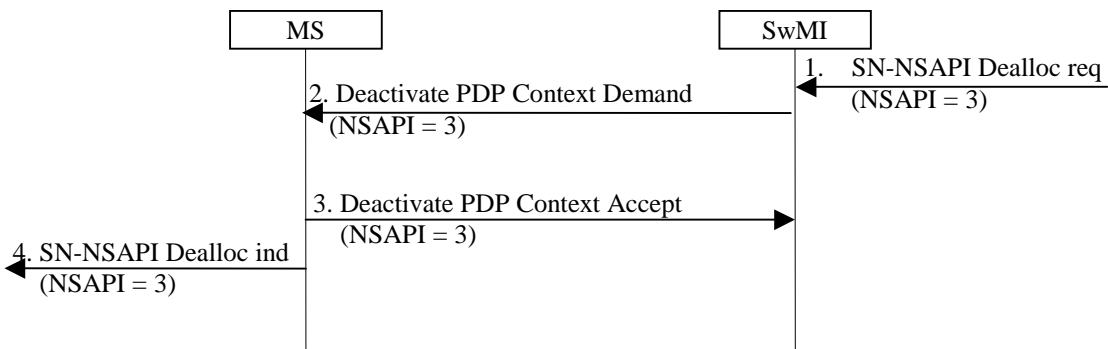 MS
SwMI
1. SN-NSAPI Dealloc req
(NSAPI = 3)
2. Deactivate PDP Context Demand
(NSAPI = 3)
3. Deactivate PDP Context Accept
(NSAPI = 3)
4. SN-NSAPI Dealloc ind
(NSAPI = 3)